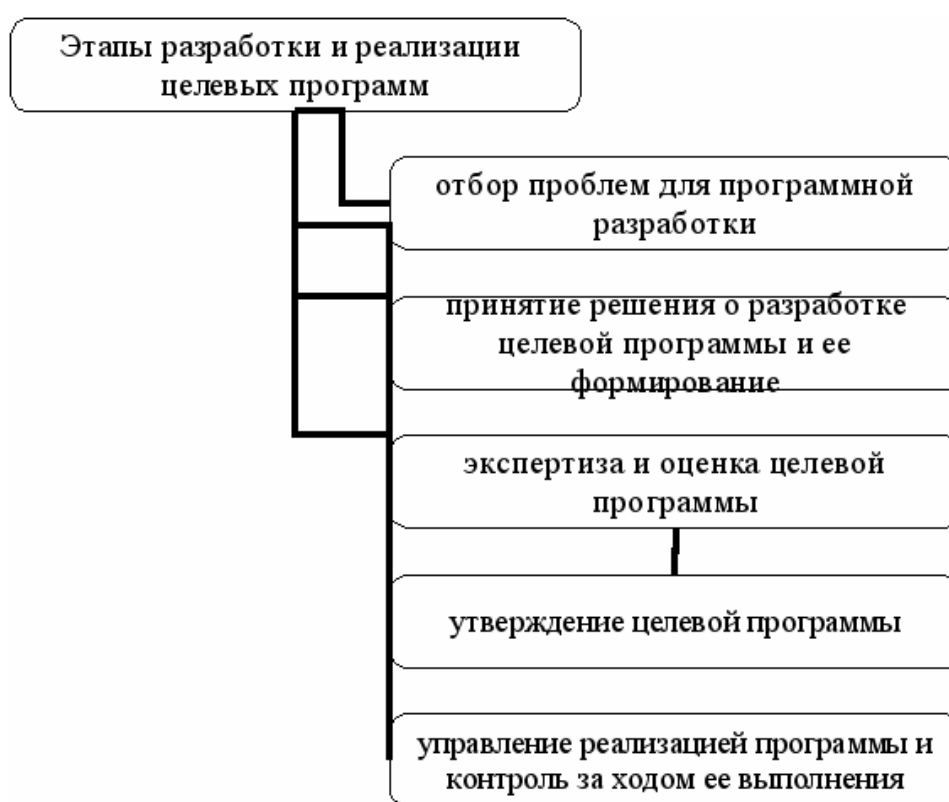 Этапы разработки и реализации
целевых программ
отбор проблем для программной
разработки
принятие решения о разработке
целевой программы и ее
формирование
экспертиза и оценка целевой
программы
утверждение целевой программы
управление реализацией программы и
контроль за ходом ее выполнения